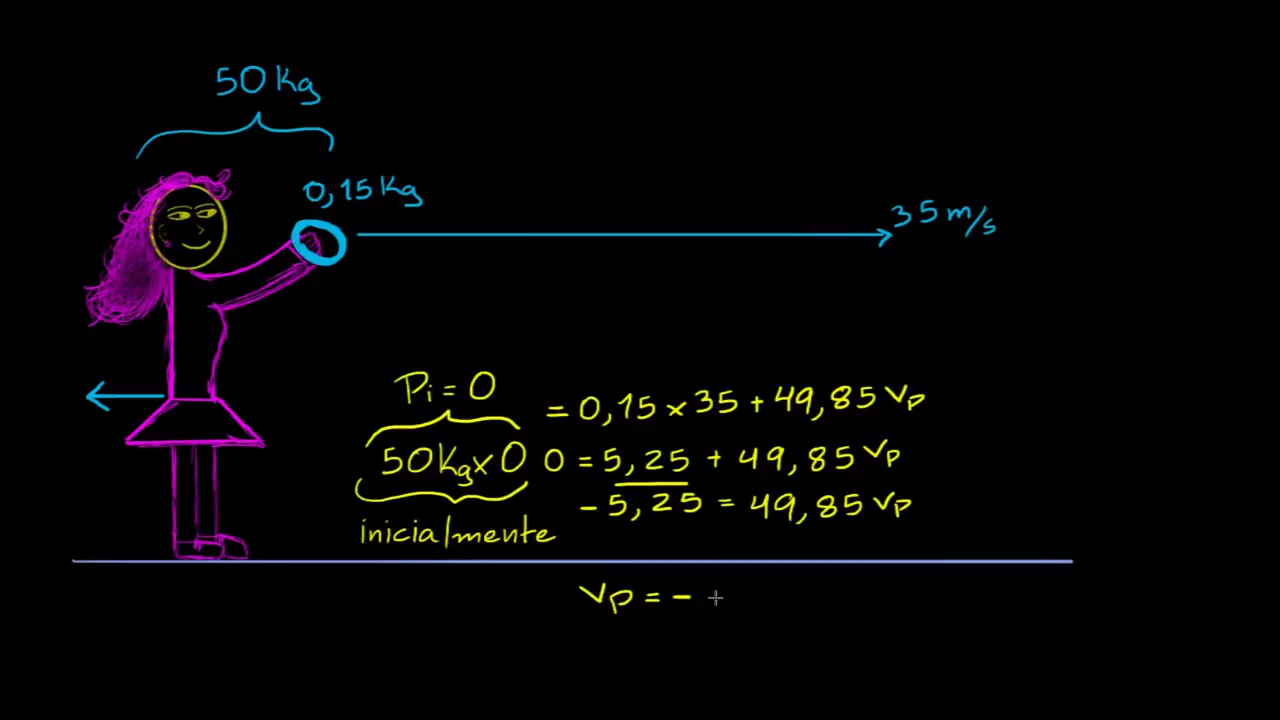 50 Kg
0,15 Kg
35 m/s
Pi = 0
= 0,15 × 35 + 49,85 vp
50Kg×0 0 = 5,25 + 49,85 vp
- 5,25 = 49,85 vp
inicialmente
vp = -